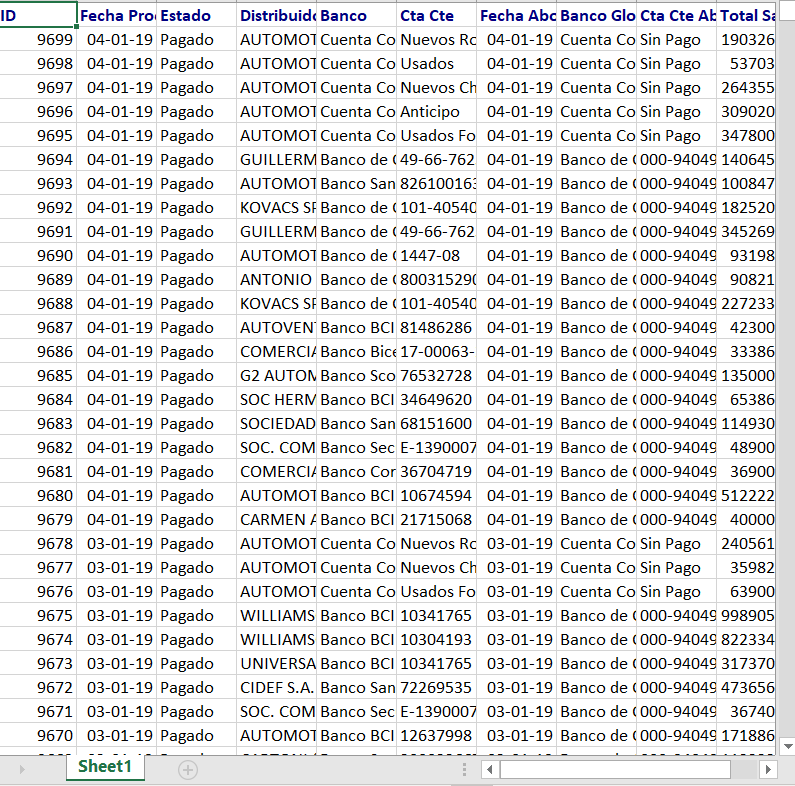 ID Fecha Pro Estado Distribuid Banco Cta Cte Fecha Abo Banco Glo Cta Cte Ab Total Sa
9699 04-01-19 Pagado AUTOMOT Cuenta Co Nuevos Ro 04-01-19 Cuenta Co Sin Pago 190326
9698 04-01-19 Pagado AUTOMOT Cuenta Co Usados 04-01-19 Cuenta Co Sin Pago 53703
9697 04-01-19 Pagado AUTOMOT Cuenta Co Nuevos Ch 04-01-19 Cuenta Co Sin Pago 264355
9696 04-01-19 Pagado AUTOMOT Cuenta Co Anticipo 04-01-19 Cuenta Co Sin Pago 309020
9695 04-01-19 Pagado AUTOMOT Cuenta Co Usados Fo 04-01-19 Cuenta Co Sin Pago 347800
9694 04-01-19 Pagado GUILLERM Banco de 49-66-762 04-01-19 Banco de 000-94049 140645
9693 04-01-19 Pagado AUTOMOT Banco San 82610016 04-01-19 Banco de 000-94049 100847
9692 04-01-19 Pagado KOVACS SP Banco de 101-40540 04-01-19 Banco de 000-94049 182520
9691 04-01-19 Pagado GUILLERM Banco de 49-66-762 04-01-19 Banco de 000-94049 345269
9690 04-01-19 Pagado AUTOMOT Banco de 1447-08 04-01-19 Banco de 000-94049 93198
9689 04-01-19 Pagado ANTONIO Banco de 800315290 04-01-19 Banco de 000-94049 90821
9688 04-01-19 Pagado KOVACS SP Banco de 101-40540 04-01-19 Banco de 000-94049 227233
9687 04-01-19 Pagado AUTOVEN Banco BCI 81486286 04-01-19 Banco de 000-94049 42300
9686 04-01-19 Pagado COMERCIA Banco Bice 17-00063- 04-01-19 Banco de 000-94049 33386
9685 04-01-19 Pagado G2 AUTOM Banco Sco 76532728 04-01-19 Banco de 000-94049 135000
9684 04-01-19 Pagado SOC HERM Banco BCI 34649620 04-01-19 Banco de 000-94049 65386
9683 04-01-19 Pagado SOCIEDAD Banco San 68151600 04-01-19 Banco de 000-94049 114930
9682 04-01-19 Pagado SOC. COM Banco Sec E-1390007 04-01-19 Banco de 000-94049 48900
9681 04-01-19 Pagado COMERCIA Banco Cor 36704719 04-01-19 Banco de 000-94049 36900
9680 04-01-19 Pagado AUTOMOT Banco BCI 10674594 04-01-19 Banco de 000-94049 512222
9679 04-01-19 Pagado CARMEN A Banco BCI 21715068 04-01-19 Banco de 000-94049 40000
9678 03-01-19 Pagado AUTOMOT Cuenta Co Nuevos Ro 03-01-19 Cuenta Co Sin Pago 240561
9677 03-01-19 Pagado AUTOMOT Cuenta Co Nuevos Ch 03-01-19 Cuenta Co Sin Pago 35982
9676 03-01-19 Pagado AUTOMOT Cuenta Co Usados Fo 03-01-19 Cuenta Co Sin Pago 63900
9675 03-01-19 Pagado WILLIAMS Banco BCI 10341765 03-01-19 Banco de 000-94049 998905
9674 03-01-19 Pagado WILLIAMS Banco BCI 10304193 03-01-19 Banco de 000-94049 822334
9673 03-01-19 Pagado UNIVERSA Banco BCI 10341765 03-01-19 Banco de 000-94049 317370
9672 03-01-19 Pagado CIDEF S.A. Banco San 72269535 03-01-19 Banco de 000-94049 473656
9671 03-01-19 Pagado SOC. COM Banco Sec E-1390007 03-01-19 Banco de 000-94049 36740
9670 03-01-19 Pagado AUTOMOT Banco BCI 12637998 03-01-19 Banco de 000-94049 171886
Sheet1